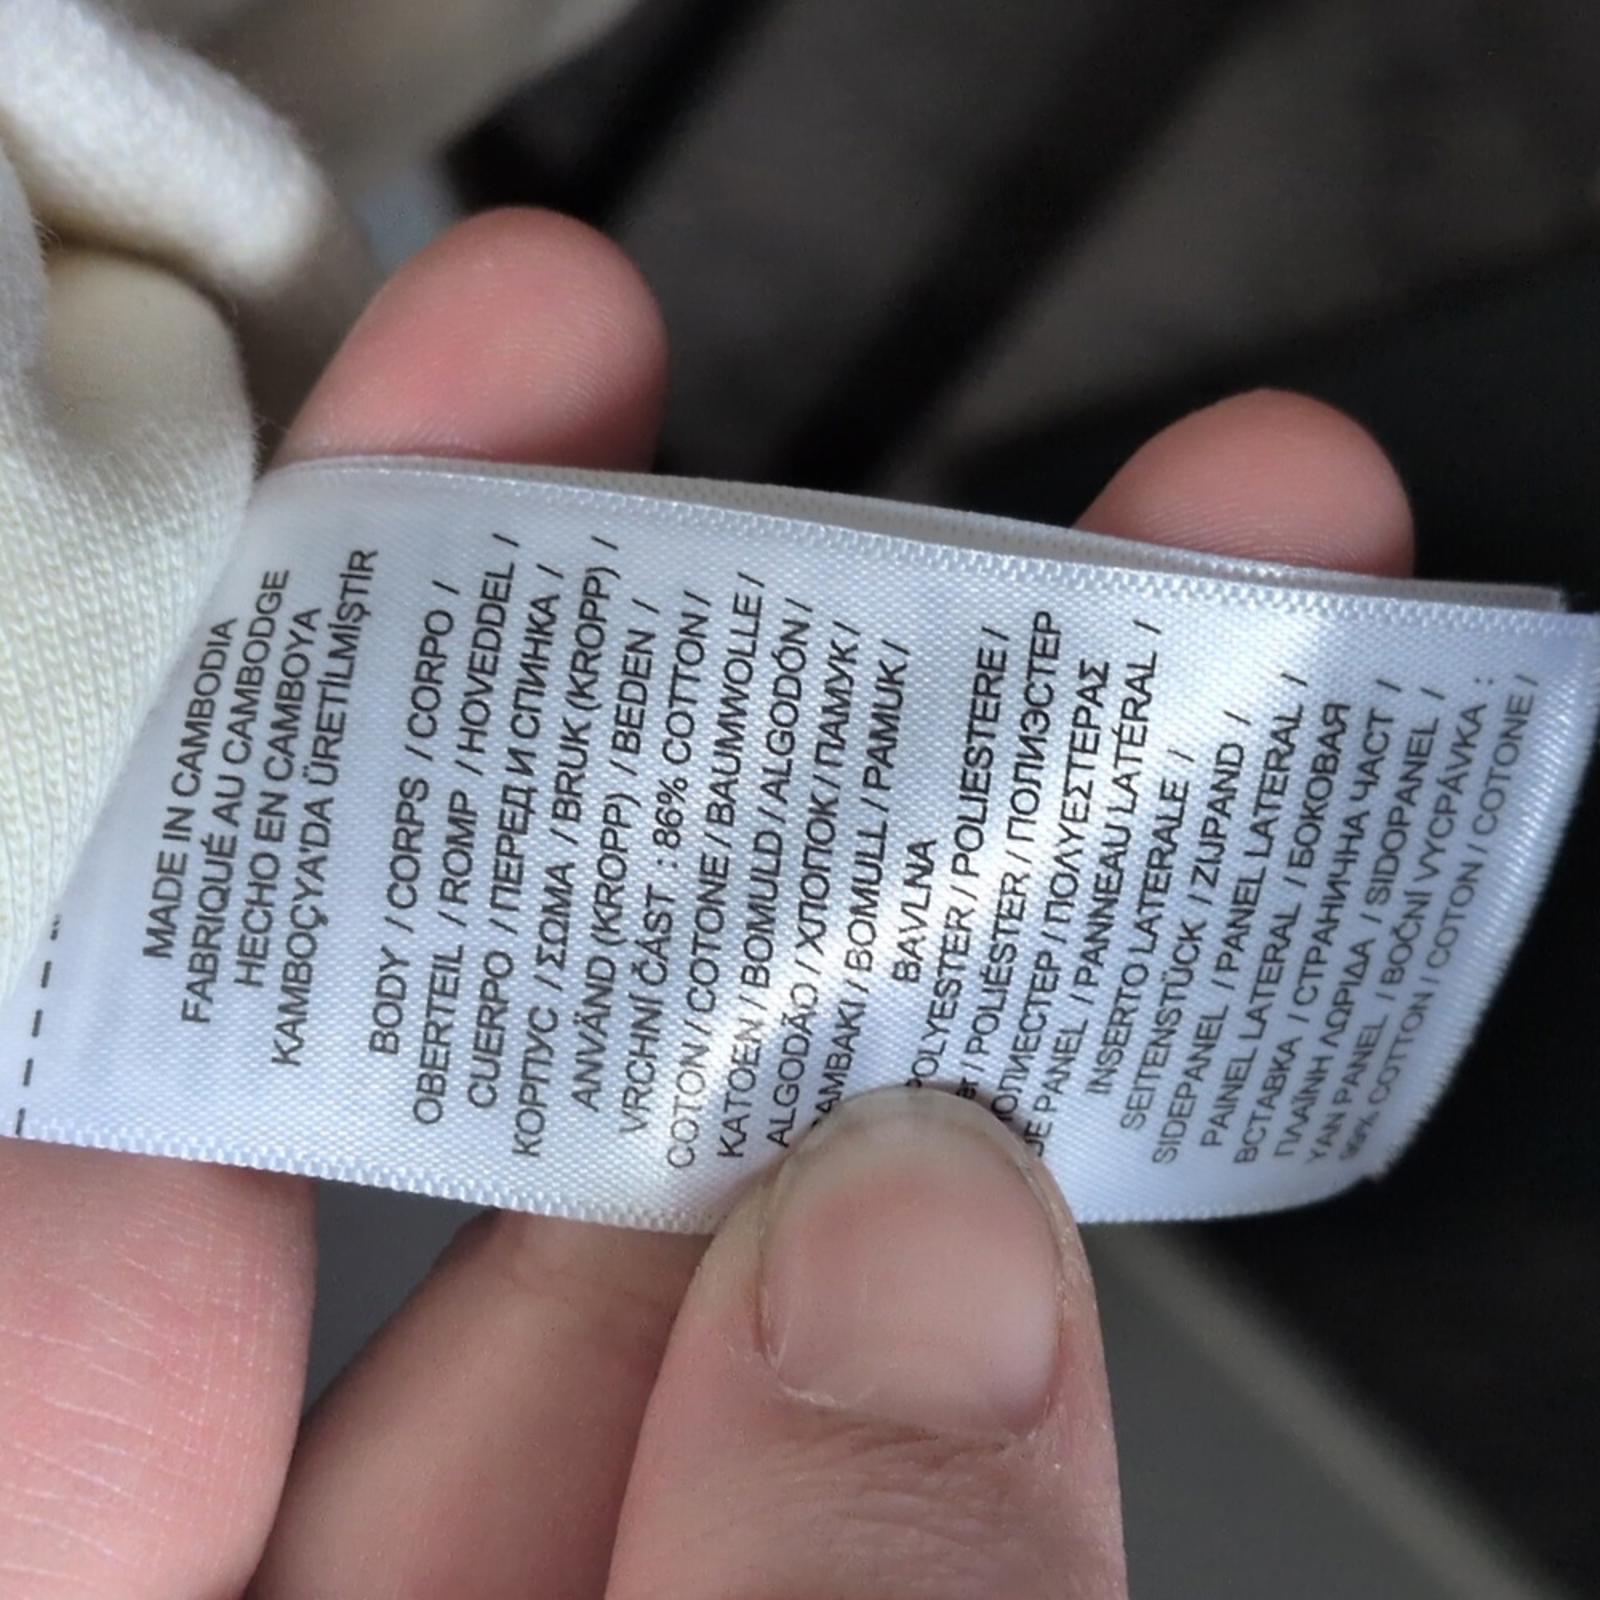 MADE IN CAMBODIA
FABRIQUÉ AU CAMBODGE
HECHO EN CAMBOYA
KAMBOÇYA'DA ÜRETİLMİŞTİR
BODY / CORPS / CORPO /
OBERTEIL / ROMP / HOVEDDEL /
CUERPO / ПЕРЕД И СПИНКА /
КОРПУС / ΣΩΜΑ / BRUK (KROPP) /
ANVÄND (KROPP) / BEDEN /
VRCHNÍ ČÁST : 86% COTTON /
COTON / COTONE / BAUMWOLLE /
KATOEN / BOMULD / ALGODÓN /
ALGODÃO / ХЛОПОК / ПАМУК /
BOMULL / PAMUK /
BAVLNA
POLYESTER / POLIESTERE /
/ POLIÉSTER / ПОЛИЭСТЕР
ПОЛИЕСТЕР / ΠΟΛΥΕΣΤΕΡΑΣ
PANEL / PANNEAU LATÉRAL /
INSERTO LATERALE /
SEITENSTÜCK / ZIJPAND /
SIDEPANEL / PANEL LATERAL /
PAINEL LATERAL / БОКОВАЯ
ВСТАВКА / СТРАНИЧНА ЧАСТ /
ΠΛΑΪΝΗ ΛΩΡΙΔΑ / SIDOPANEL /
YAN PANEL / BOČNÍ VYCPÁVKA :
COTTON / COTON / COTONE /